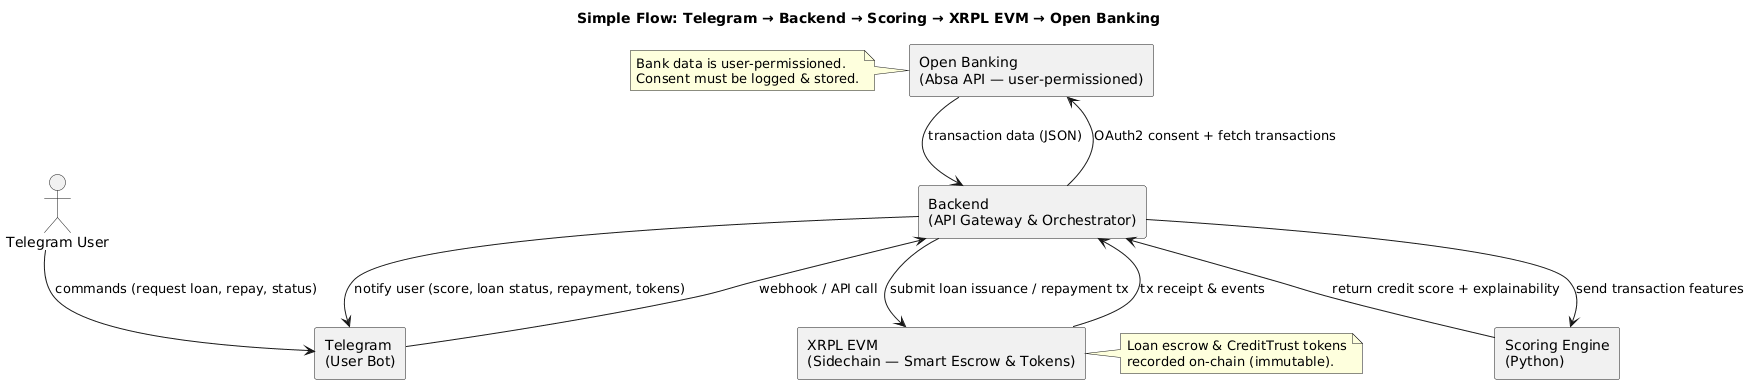 Simple Flow: Telegram → Backend → Scoring → XRPL EVM → Open Banking
Bank data is user-permissioned.
Consent must be logged & stored.
Open Banking
(Absa API — user-permissioned)
transaction data (JSON)
OAuth2 consent + fetch transactions
Telegram User
Backend
(API Gateway & Orchestrator)
commands (request loan, repay, status)
notify user (score, loan status, repayment, tokens)
webhook / API call
submit loan issuance / repayment tx
tx receipt & events
return credit score + explainability
send transaction features
Telegram
(User Bot)
XRPL EVM
(Sidechain — Smart Escrow & Tokens)
Loan escrow & CreditTrust tokens
recorded on-chain (immutable).
Scoring Engine
(Python)